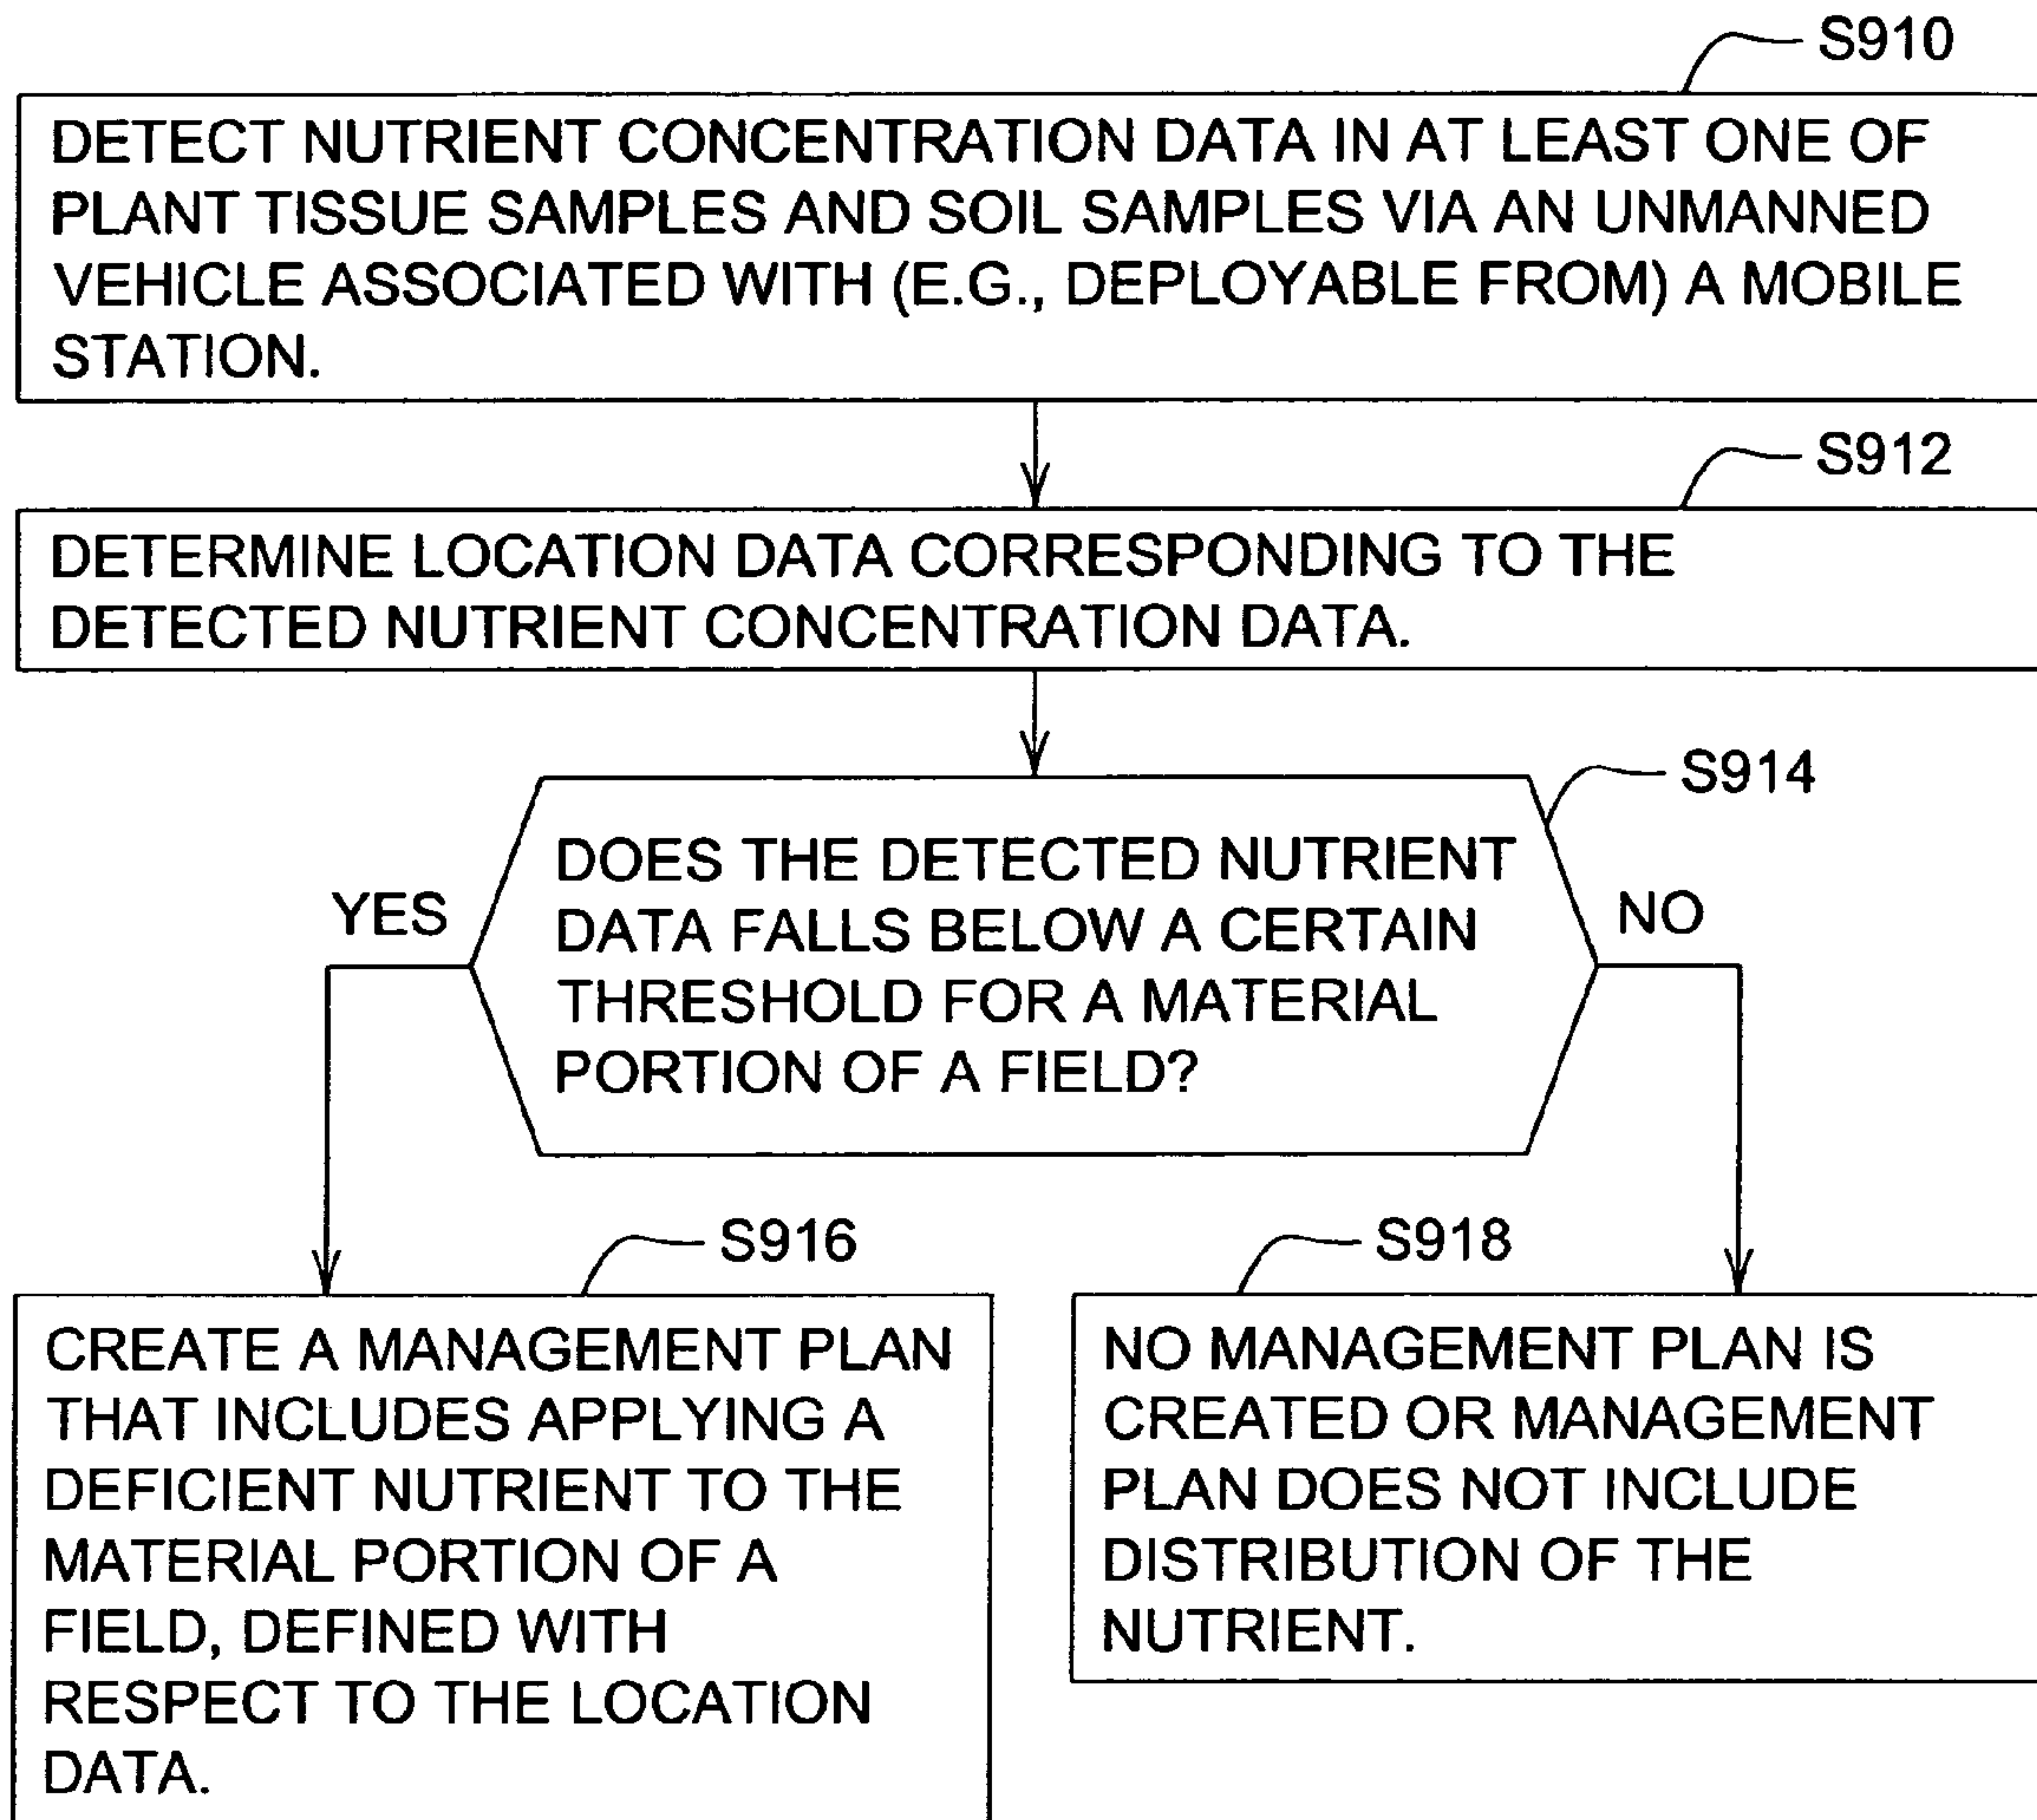 S910
DETECT NUTRIENT CONCENTRATION DATA IN AT LEAST ONE OF
PLANT TISSUE SAMPLES AND SOIL SAMPLES VIA AN UNMANNED
VEHICLE ASSOCIATED WITH (E.G., DEPLOYABLE FROM) A MOBILE
STATION.
S912
DETERMINE LOCATION DATA CORRESPONDING TO THE
DETECTED NUTRIENT CONCENTRATION DATA.
S914
DOES THE DETECTED NUTRIENT
DATA FALLS BELOW A CERTAIN
THRESHOLD FOR A MATERIAL
PORTION OF A FIELD?
YES
NO
S916
CREATE A MANAGEMENT PLAN
THAT INCLUDES APPLYING A
DEFICIENT NUTRIENT TO THE
MATERIAL PORTION OF A
FIELD, DEFINED WITH
RESPECT TO THE LOCATION
DATA.
S918
NO MANAGEMENT PLAN IS
CREATED OR MANAGEMENT
PLAN DOES NOT INCLUDE
DISTRIBUTION OF THE
NUTRIENT.